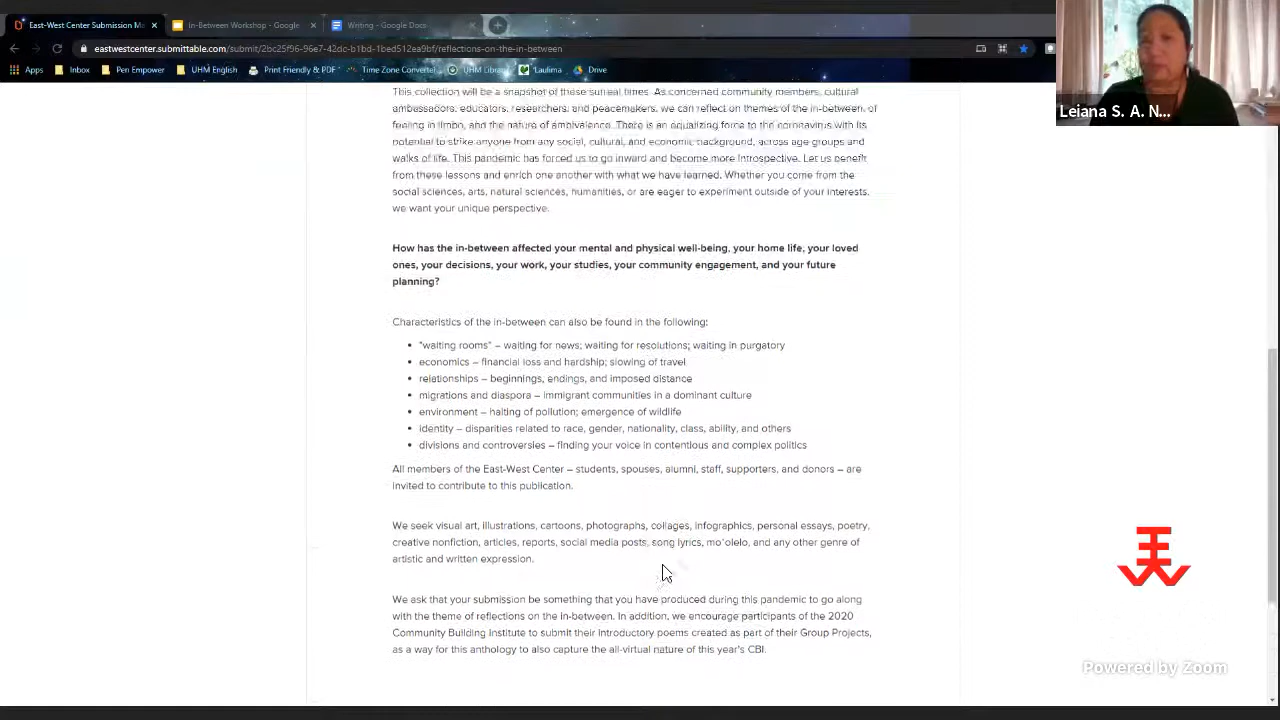 East-West Center Submission M
In-Between Workshop - Google
Writing - Google Docs
eastwestcenter.submittable.com/submit/2bc25f96-96e7-42dc-b1bd-1bed512ea9bf/reflections-on-the-in-between
Apps
Inbox
Pen Empower
UHM English
Print Friendly & PDF
Time Zone Converte
UHM Library
Laulima
Drive
Leiana S. A. N...
This collection will be a snapshot of these surreal times. As concerned community members, cultural
ambassadors, educators, researchers, and peacemakers, we can reflect on themes of the in-between, of
feeling in limbo, and the nature of ambivalence. There is an equalizing force to the coronavirus with its
potential to strike anyone from any social, cultural, and economic background, across age groups and
walks of life. This pandemic has forced us to go inward and become more introspective. Let us benefit
from these lessons and enrich one another with what we have learned. Whether you come from the
social sciences, arts, natural sciences, humanities, or are eager to experiment outside of your interests,
we want your unique perspective.
How has the in-between affected your mental and physical well-being, your home life, your loved
ones, your decisions, your work, your studies, your community engagement, and your future
planning?
Characteristics of the in-between can also be found in the following:
• "waiting rooms" – waiting for news; waiting for resolutions; waiting in purgatory
• economics – financial loss and hardship; slowing of travel
• relationships – beginnings, endings, and imposed distance
• migrations and diaspora – immigrant communities in a dominant culture
• environment – halting of pollution; emergence of wildlife
• identity – disparities related to race, gender, nationality, class, ability, and others
• divisions and controversies – finding your voice in contentious and complex politics
All members of the East-West Center – students, spouses, alumni, staff, supporters, and donors – are
invited to contribute to this publication.
We seek visual art, illustrations, cartoons, photographs, collages, infographics, personal essays, poetry,
creative nonfiction, articles, reports, social media posts, song lyrics, mo'olelo, and any other genre of
artistic and written expression.
We ask that your submission be something that you have produced during this pandemic to go along
with the theme of reflections on the in-between. In addition, we encourage participants of the 2020
Community Building Institute to submit their introductory poems created as part of their Group Projects,
as a way for this anthology to also capture the all-virtual nature of this year's CBI.
Powered by Zoom